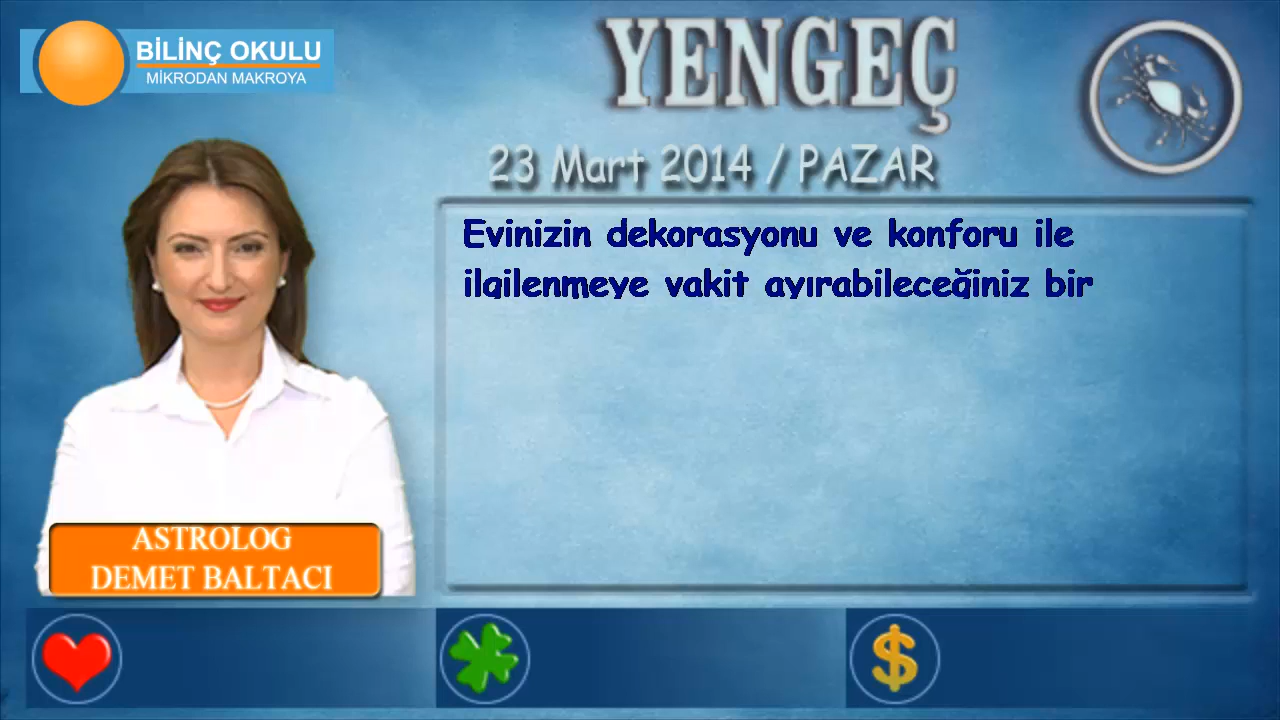 BİLİNÇ OKULU
MİKRODAN MAKROYA
YENGEÇ
23 Mart 2014 / PAZAR
Evinizin dekorasyonu ve konforu ile
ilgilenmeye vakit ayırabileceğiniz bir
ASTROLOG
DEMET BALTACI
$